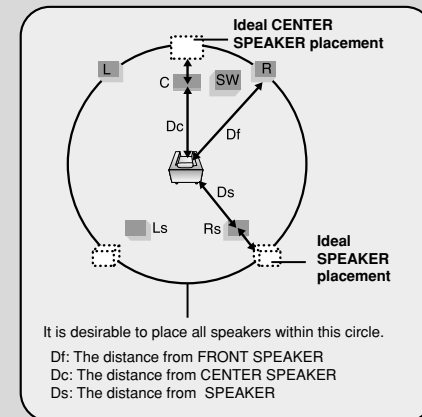 Ideal CENTER
SPEAKER placement
L
R
C
SW
Dc
Df
Ds
Ls
Rs
Ideal
SPEAKER
placement
It is desirable to place all speakers within this circle.
Df: The distance from FRONT SPEAKER
Dc: The distance from CENTER SPEAKER
Ds: The distance from SPEAKER